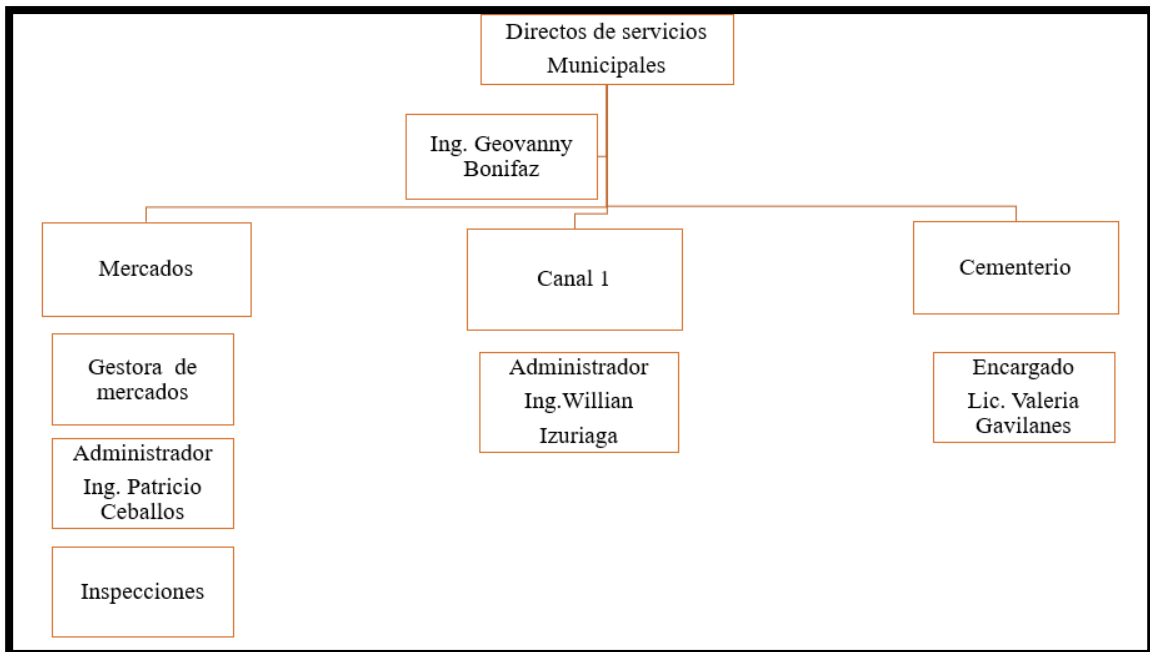 Directos de servicios
Municipales
Ing. Geovanny
Bonifaz
Mercados
Canal 1
Cementerio
Gestora de
mercados
Administrador
Ing. Patricio
Ceballos
Inspecciones
Administrador
Ing.Willian
Izuriaga
Encargado
Lic. Valeria
Gavilanes